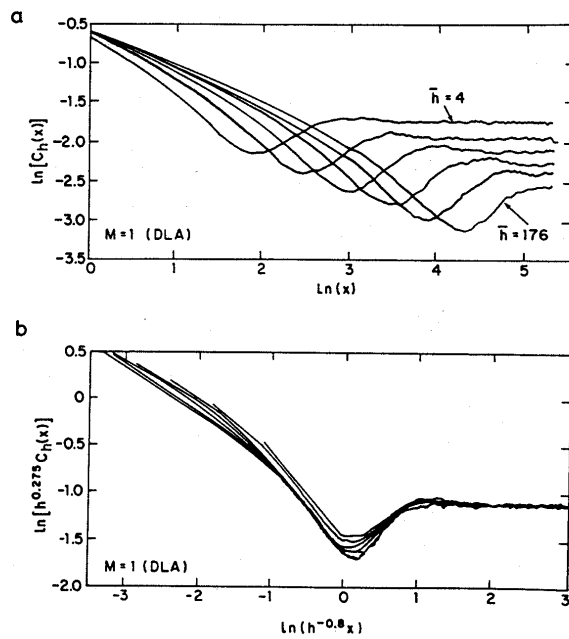 a
-0.5
-1.0
-1.5
-2.0
-2.5
-3.0
-3.5
ln[Ch(x)]
h̄=4
h̄=176
M=1 (DLA)
0 1 2 3 4 5
ln(x)
b
0.5
0
-0.5
-1.0
-1.5
-2.0
ln[h^0.275 Ch(x)]
M=1 (DLA)
-3 -2 -1 0 1 2 3
ln(h^-0.8 x)